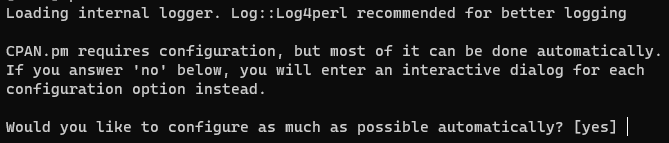 Loading internal logger. Log::Log4perl recommended for better logging
CPAN.pm requires configuration, but most of it can be done automatically.
If you answer 'no' below, you will enter an interactive dialog for each
configuration option instead.
Would you like to configure as much as possible automatically? [yes]